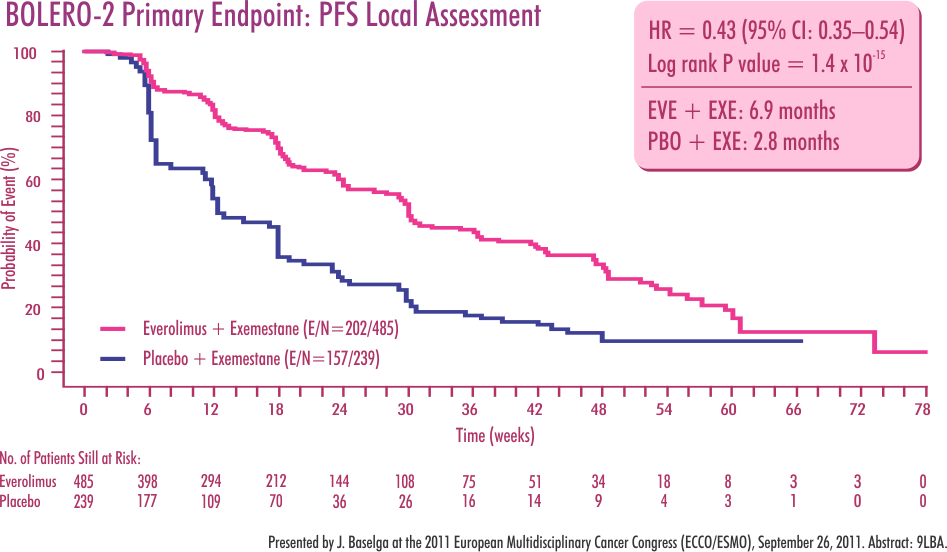 BOLERO-2 Primary Endpoint: PFS Local Assessment
HR = 0.43 (95% CI: 0.35–0.54)
Log rank P value = 1.4 x 10-15
EVE + EXE: 6.9 months
PBO + EXE: 2.8 months
Probability of Event (%)
100
80
60
40
20
0
Everolimus + Exemestane (E/N=202/485)
Placebo + Exemestane (E/N=157/239)
0 6 12 18 24 30 36 42 48 54 60 66 72 78
Time (weeks)
No. of Patients Still at Risk:
Everolimus 485 398 294 212 144 108 75 51 34 18 8 3 3 0
Placebo 239 177 109 70 36 26 16 14 9 4 3 1 0 0
Presented by J. Baselga at the 2011 European Multidisciplinary Cancer Congress (ECCO/ESMO), September 26, 2011. Abstract: 9LBA.